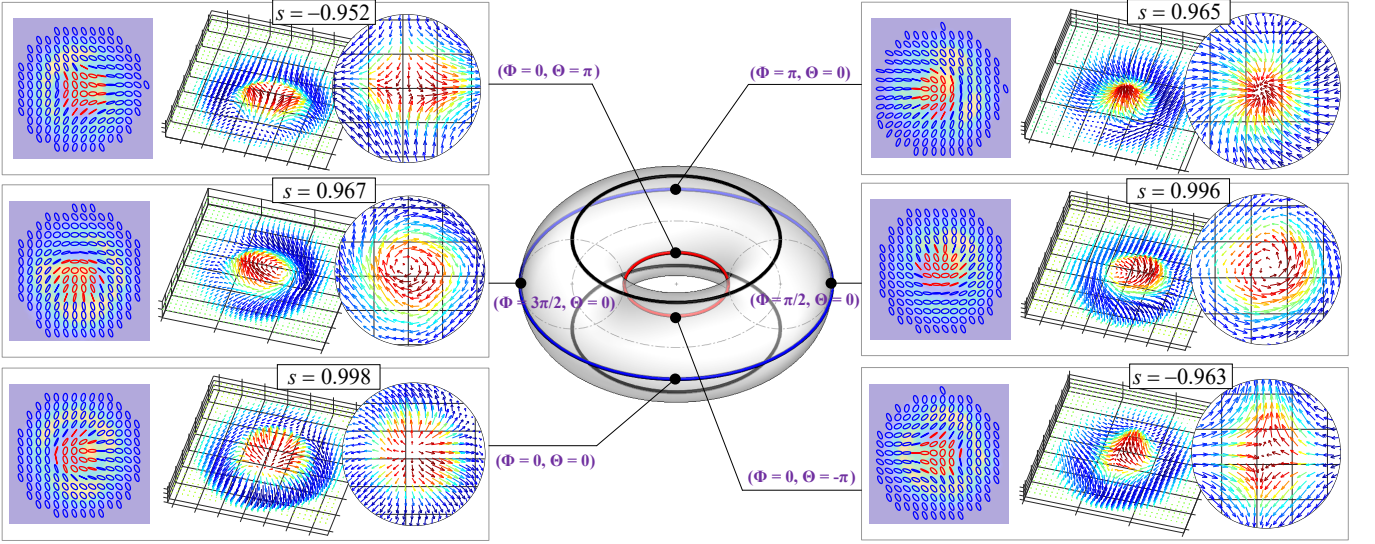 s = −0.952
s = 0.965
(Φ = 0, Θ = π)
(Φ = π, Θ = 0)
s = 0.967
s = 0.996
(Φ = 3π/2, Θ = 0)
(Φ = π/2, Θ = 0)
s = 0.998
s = −0.963
(Φ = 0, Θ = 0)
(Φ = 0, Θ = -π)